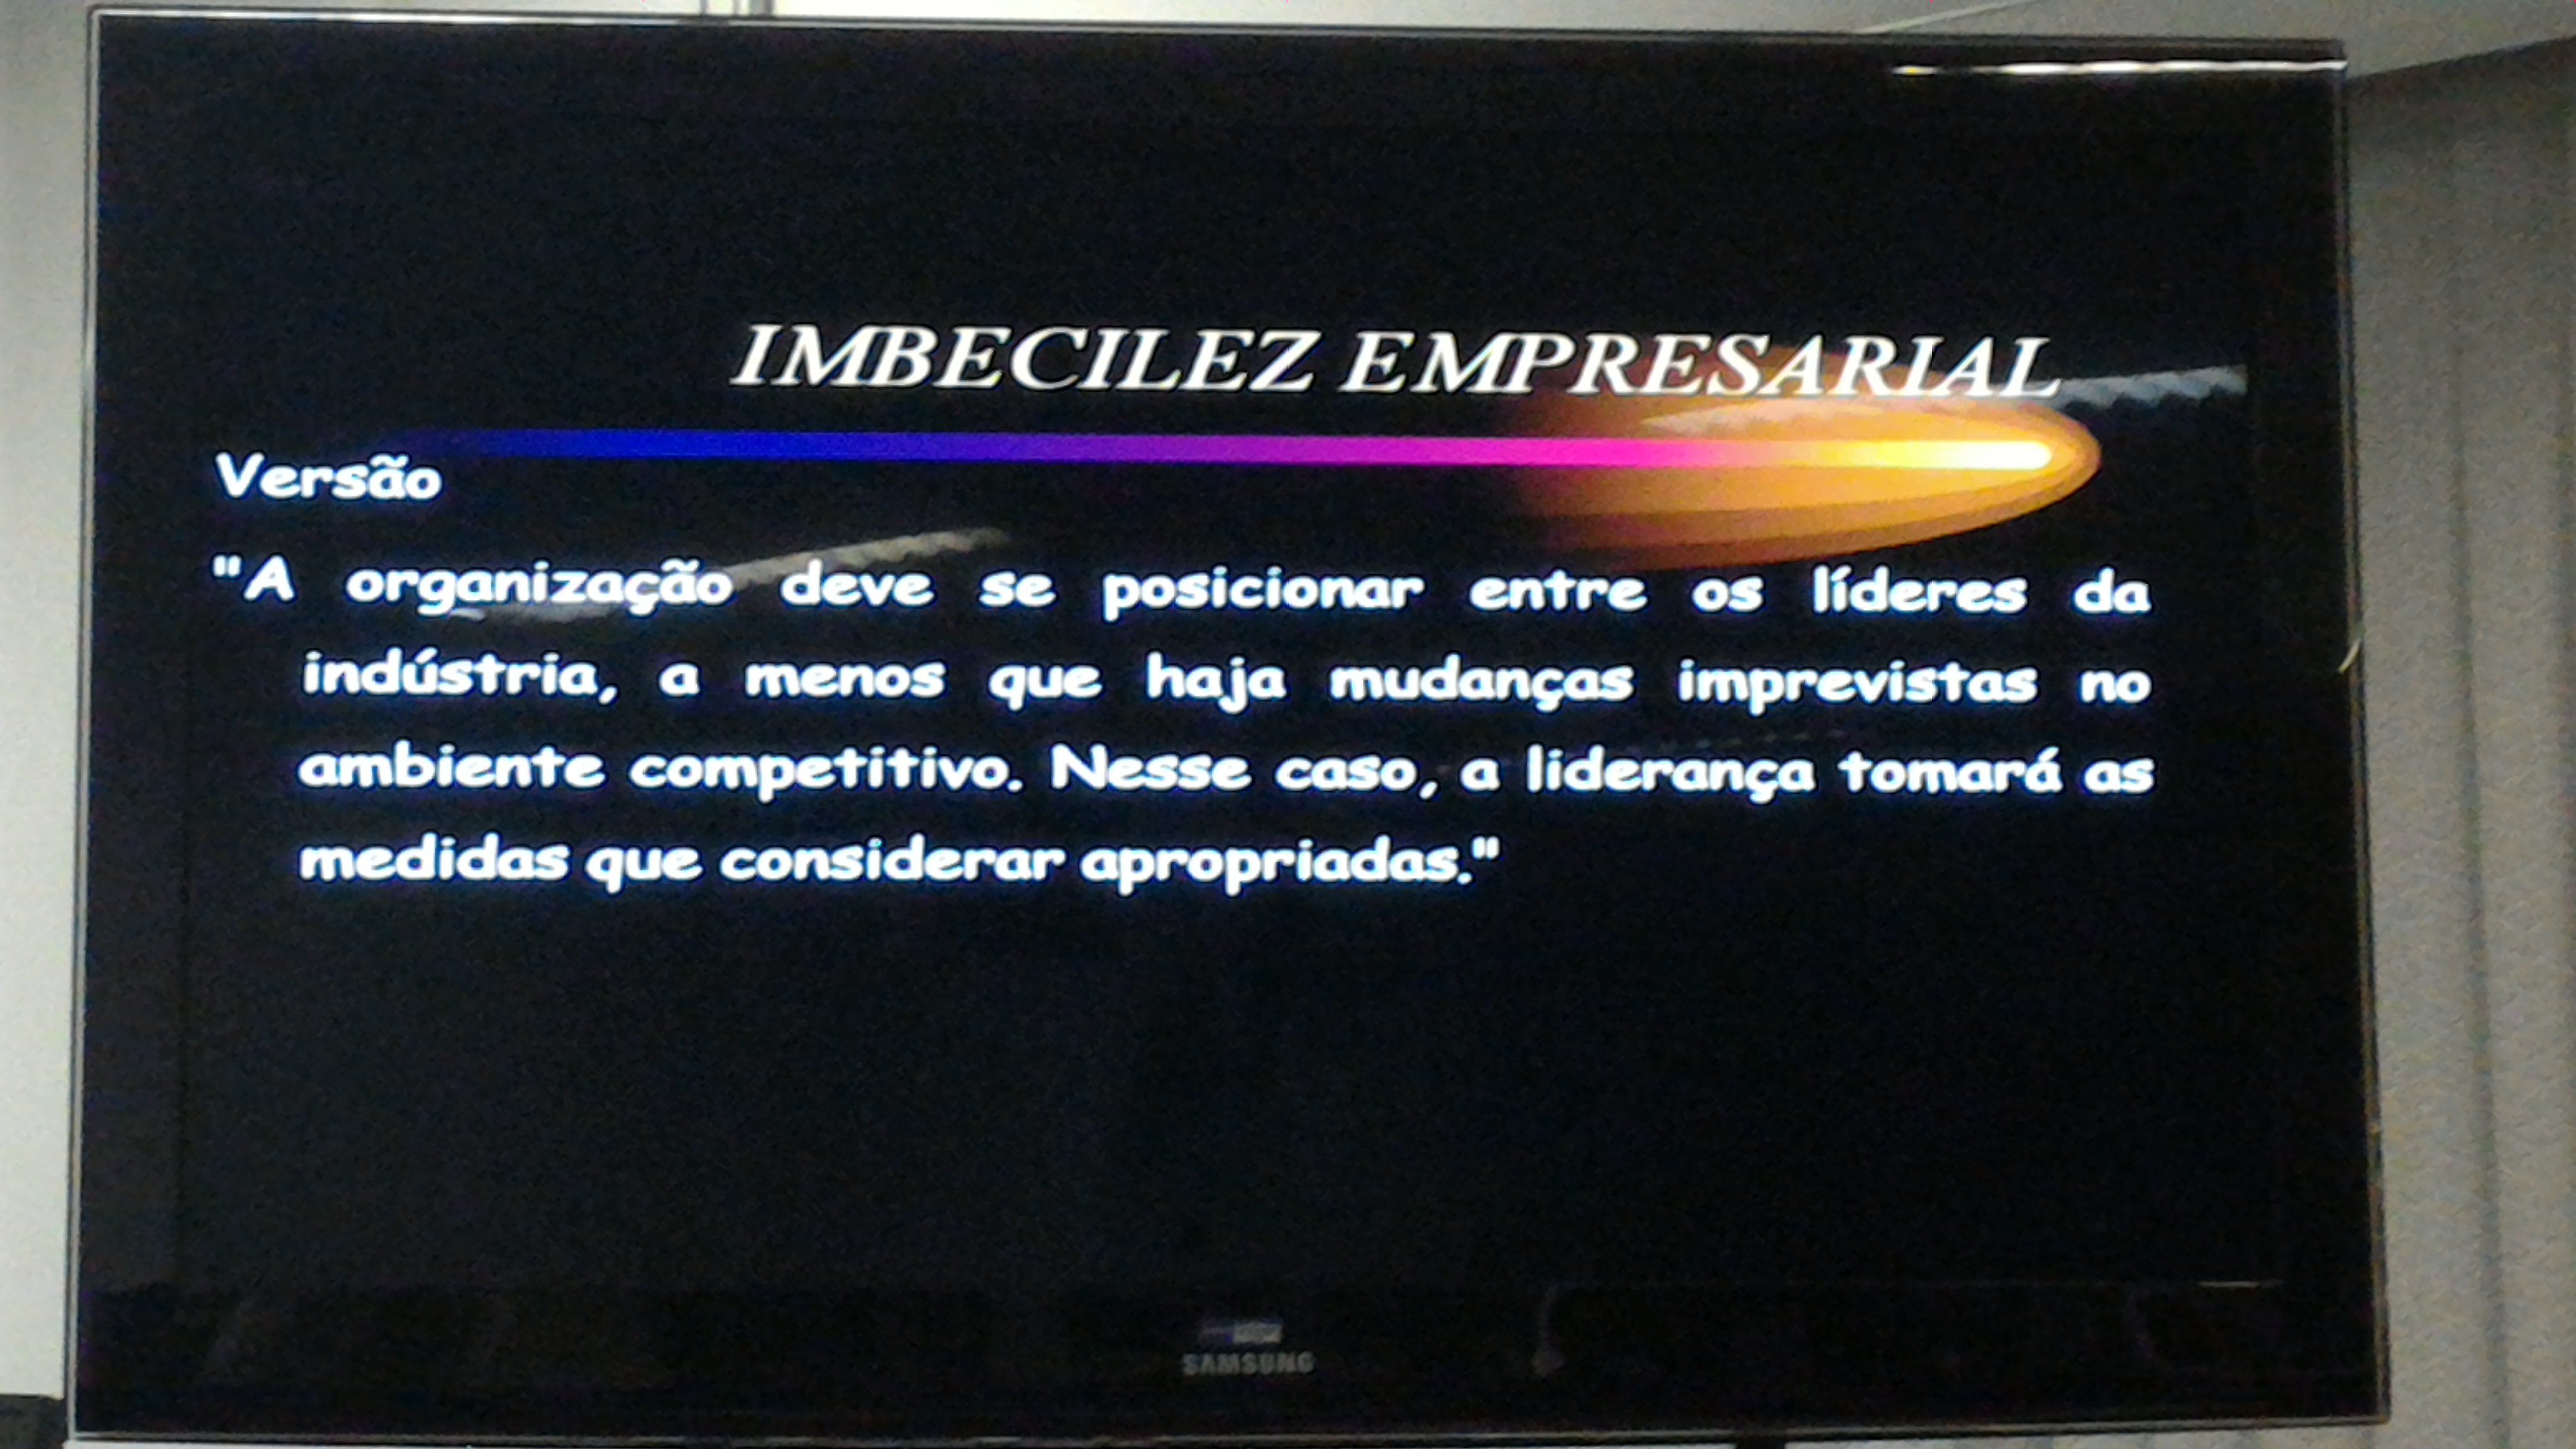 IMBECILEZ EMPRESARIAL
Versão
"A organização deve se posicionar entre os líderes da
indústria, a menos que haja mudanças imprevistas no
ambiente competitivo. Nesse caso, a liderança tomará as
medidas que considerar apropriadas."
SAMSUNG